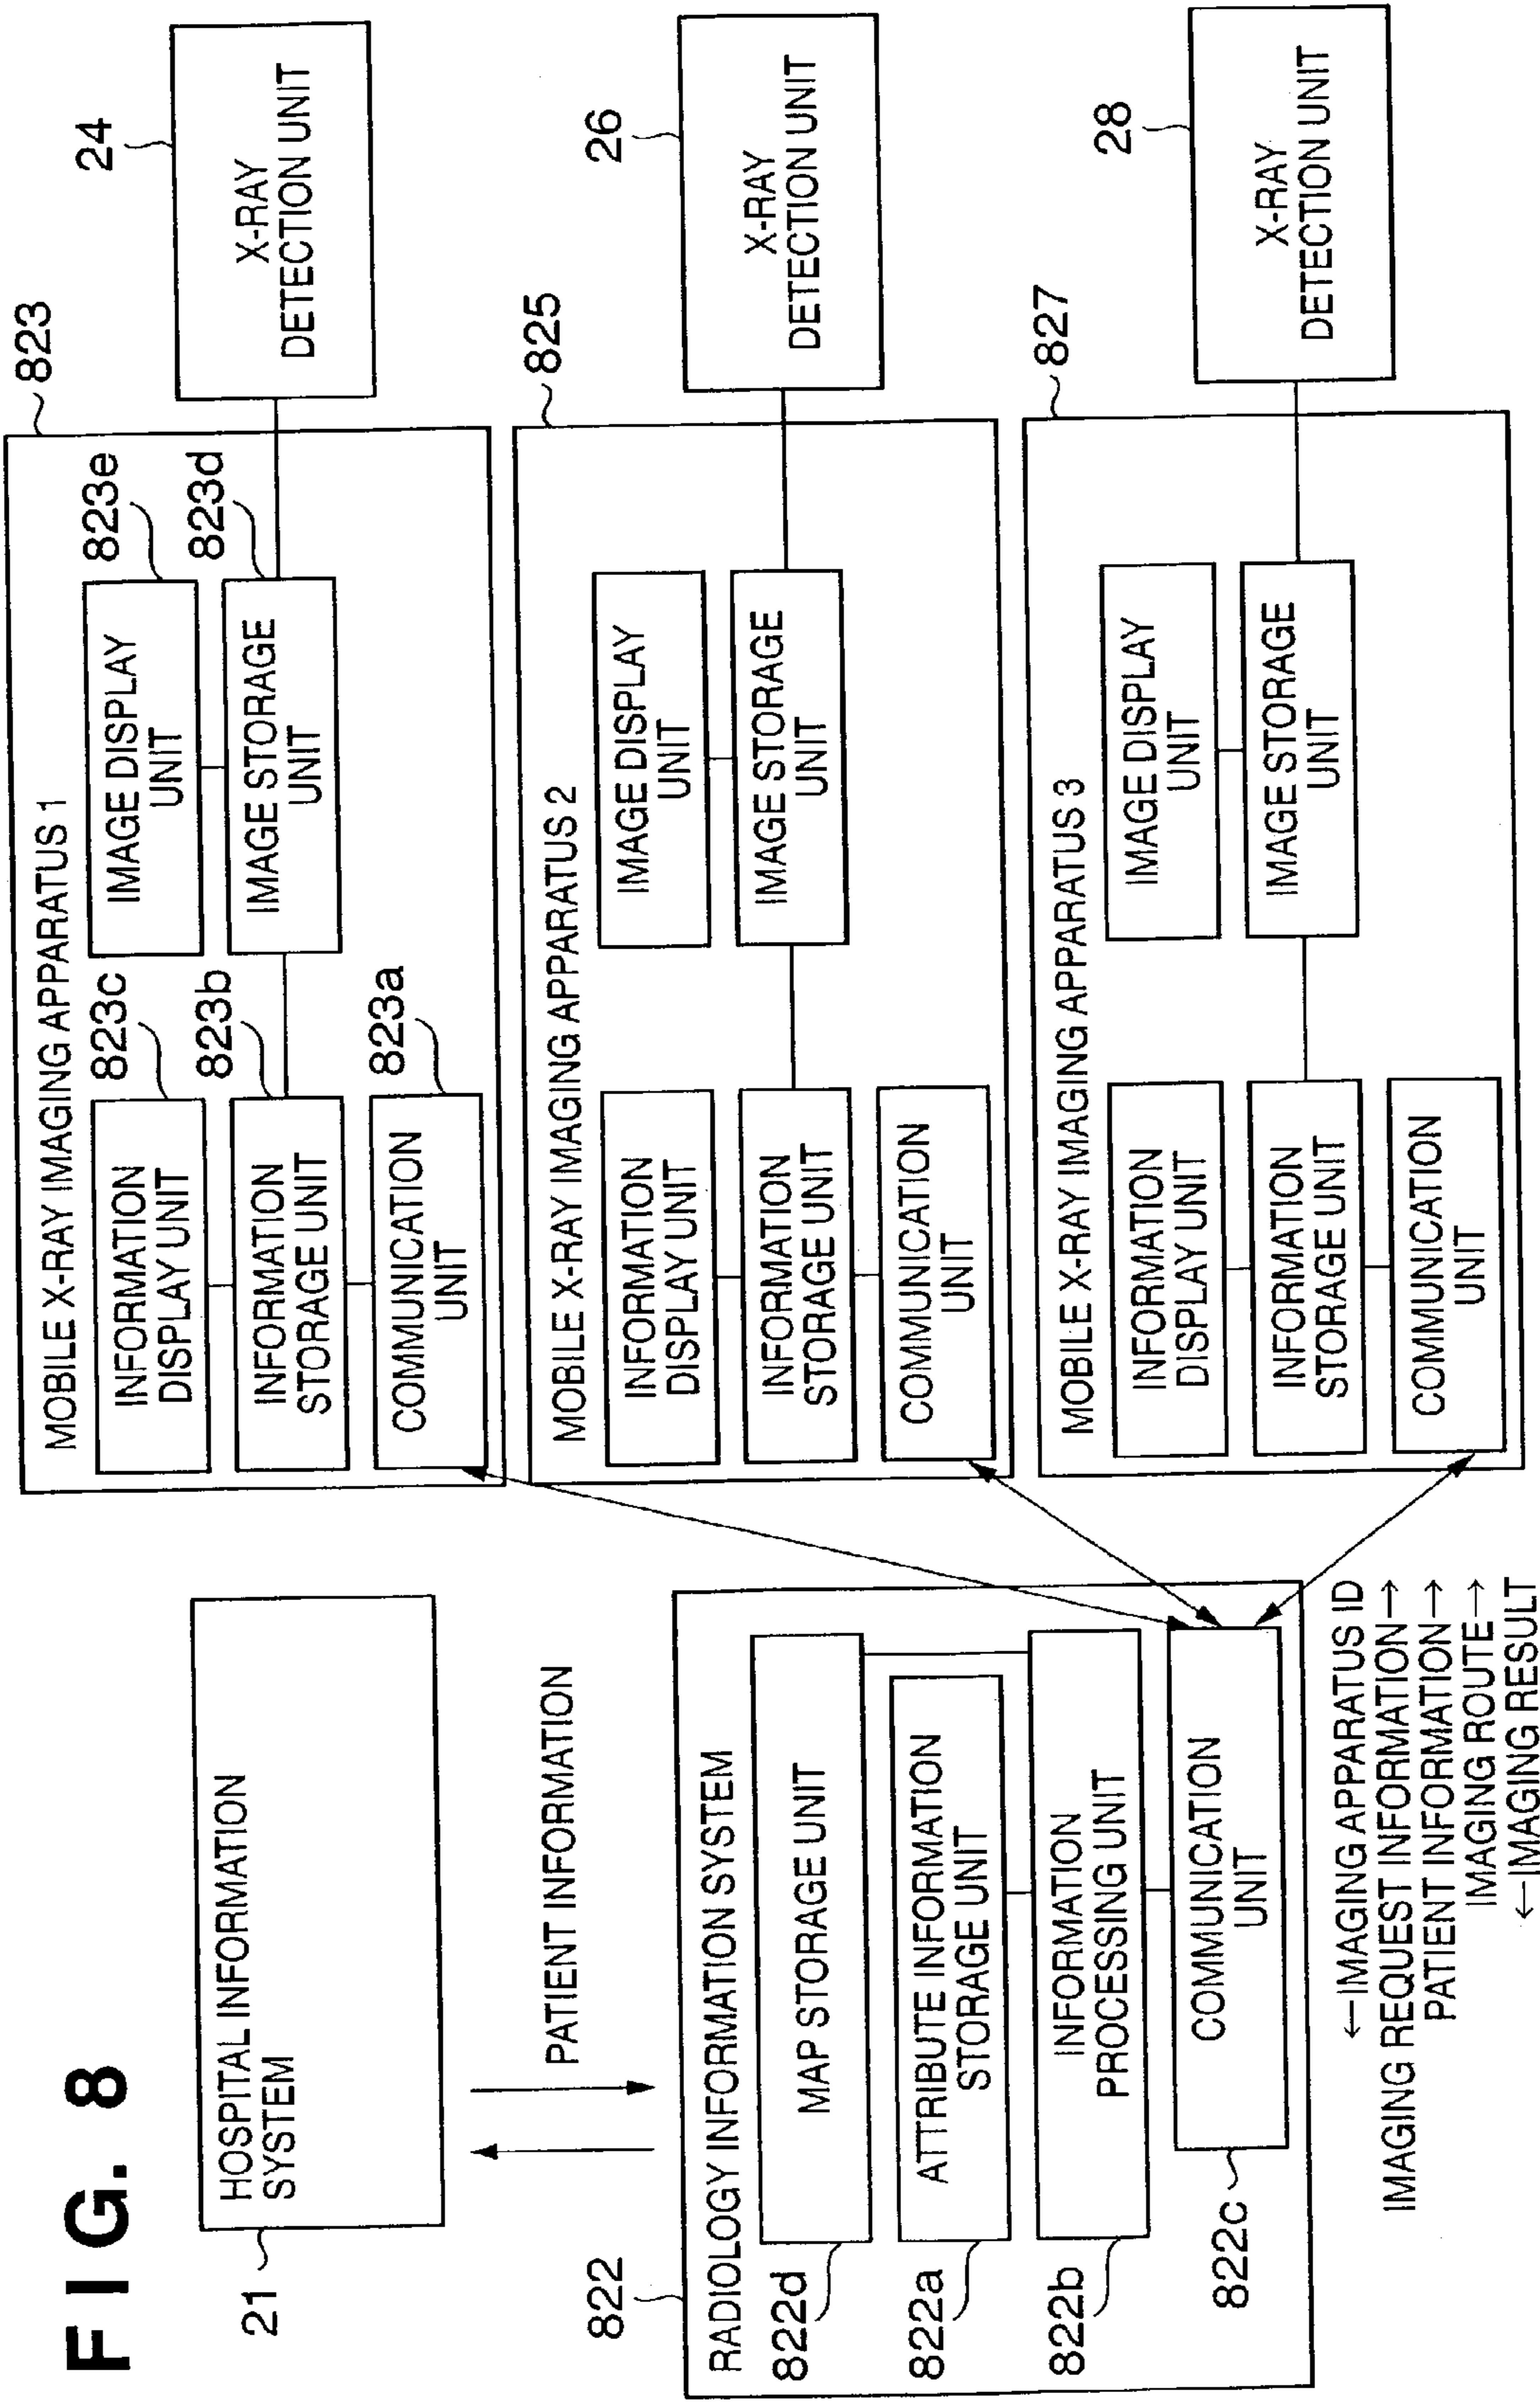 FIG. 8
21
HOSPITAL INFORMATION
SYSTEM
PATIENT INFORMATION
822
RADIOLOGY INFORMATION SYSTEM
822d
MAP STORAGE UNIT
822a
ATTRIBUTE INFORMATION
STORAGE UNIT
822b
INFORMATION
PROCESSING UNIT
822c
COMMUNICATION
UNIT
←IMAGING APPARATUS ID
IMAGING REQUEST INFORMATION→
PATIENT INFORMATION→
IMAGING ROUTE→
←IMAGING RESULT
823
MOBILE X-RAY IMAGING APPARATUS 1
823c
INFORMATION
DISPLAY UNIT
823b
INFORMATION
STORAGE UNIT
823a
COMMUNICATION
UNIT
823e
IMAGE DISPLAY
UNIT
823d
IMAGE STORAGE
UNIT
24
X-RAY
DETECTION UNIT
825
MOBILE X-RAY IMAGING APPARATUS 2
INFORMATION
DISPLAY UNIT
INFORMATION
STORAGE UNIT
COMMUNICATION
UNIT
IMAGE DISPLAY
UNIT
IMAGE STORAGE
UNIT
26
X-RAY
DETECTION UNIT
827
MOBILE X-RAY IMAGING APPARATUS 3
INFORMATION
DISPLAY UNIT
INFORMATION
STORAGE UNIT
COMMUNICATION
UNIT
IMAGE DISPLAY
UNIT
IMAGE STORAGE
UNIT
28
X-RAY
DETECTION UNIT